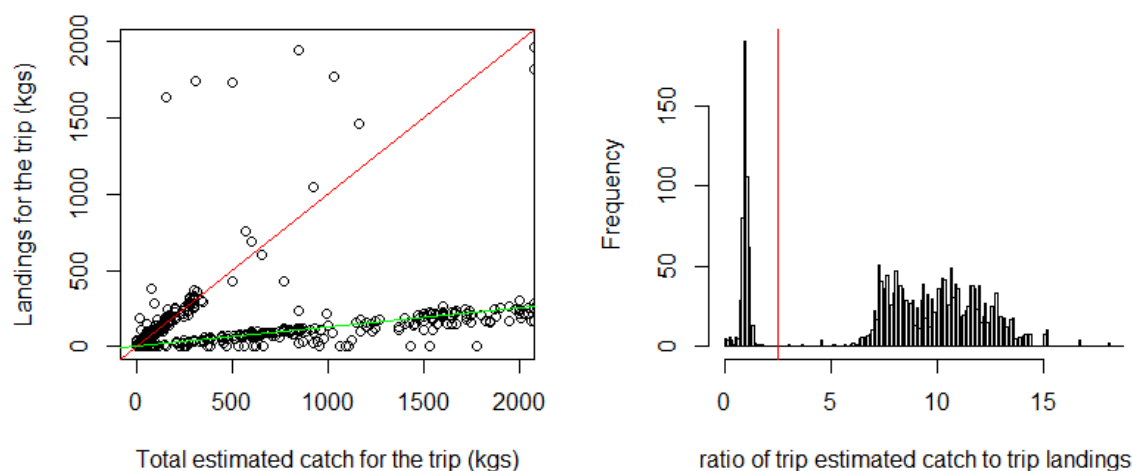 Landings for the trip (kgs)
2000
1500
1000
500
0
0 500 1000 1500 2000
Total estimated catch for the trip (kgs)
Frequency
150
100
50
0
0 5 10 15
ratio of trip estimated catch to trip landings